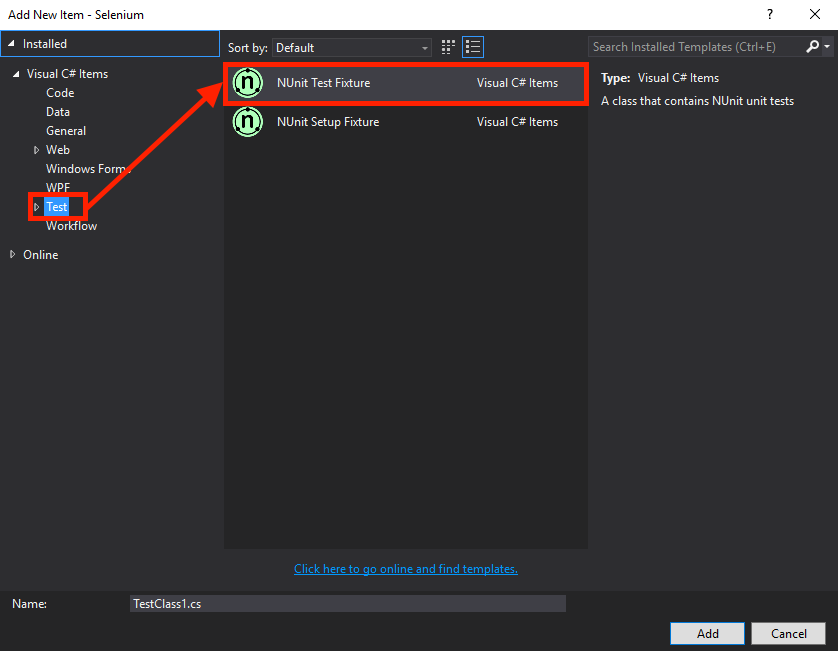 Add New Item - Selenium
?
Installed
Sort by: Default
Search Installed Templates (Ctrl+E)
Visual C# Items
Code
Data
General
Web
Windows Forms
WPF
Test
Workflow
Online
n NUnit Test Fixture Visual C# Items
n NUnit Setup Fixture Visual C# Items
Type: Visual C# Items
A class that contains NUnit unit tests
Click here to go online and find templates.
Name: TestClass1.cs
Add Cancel